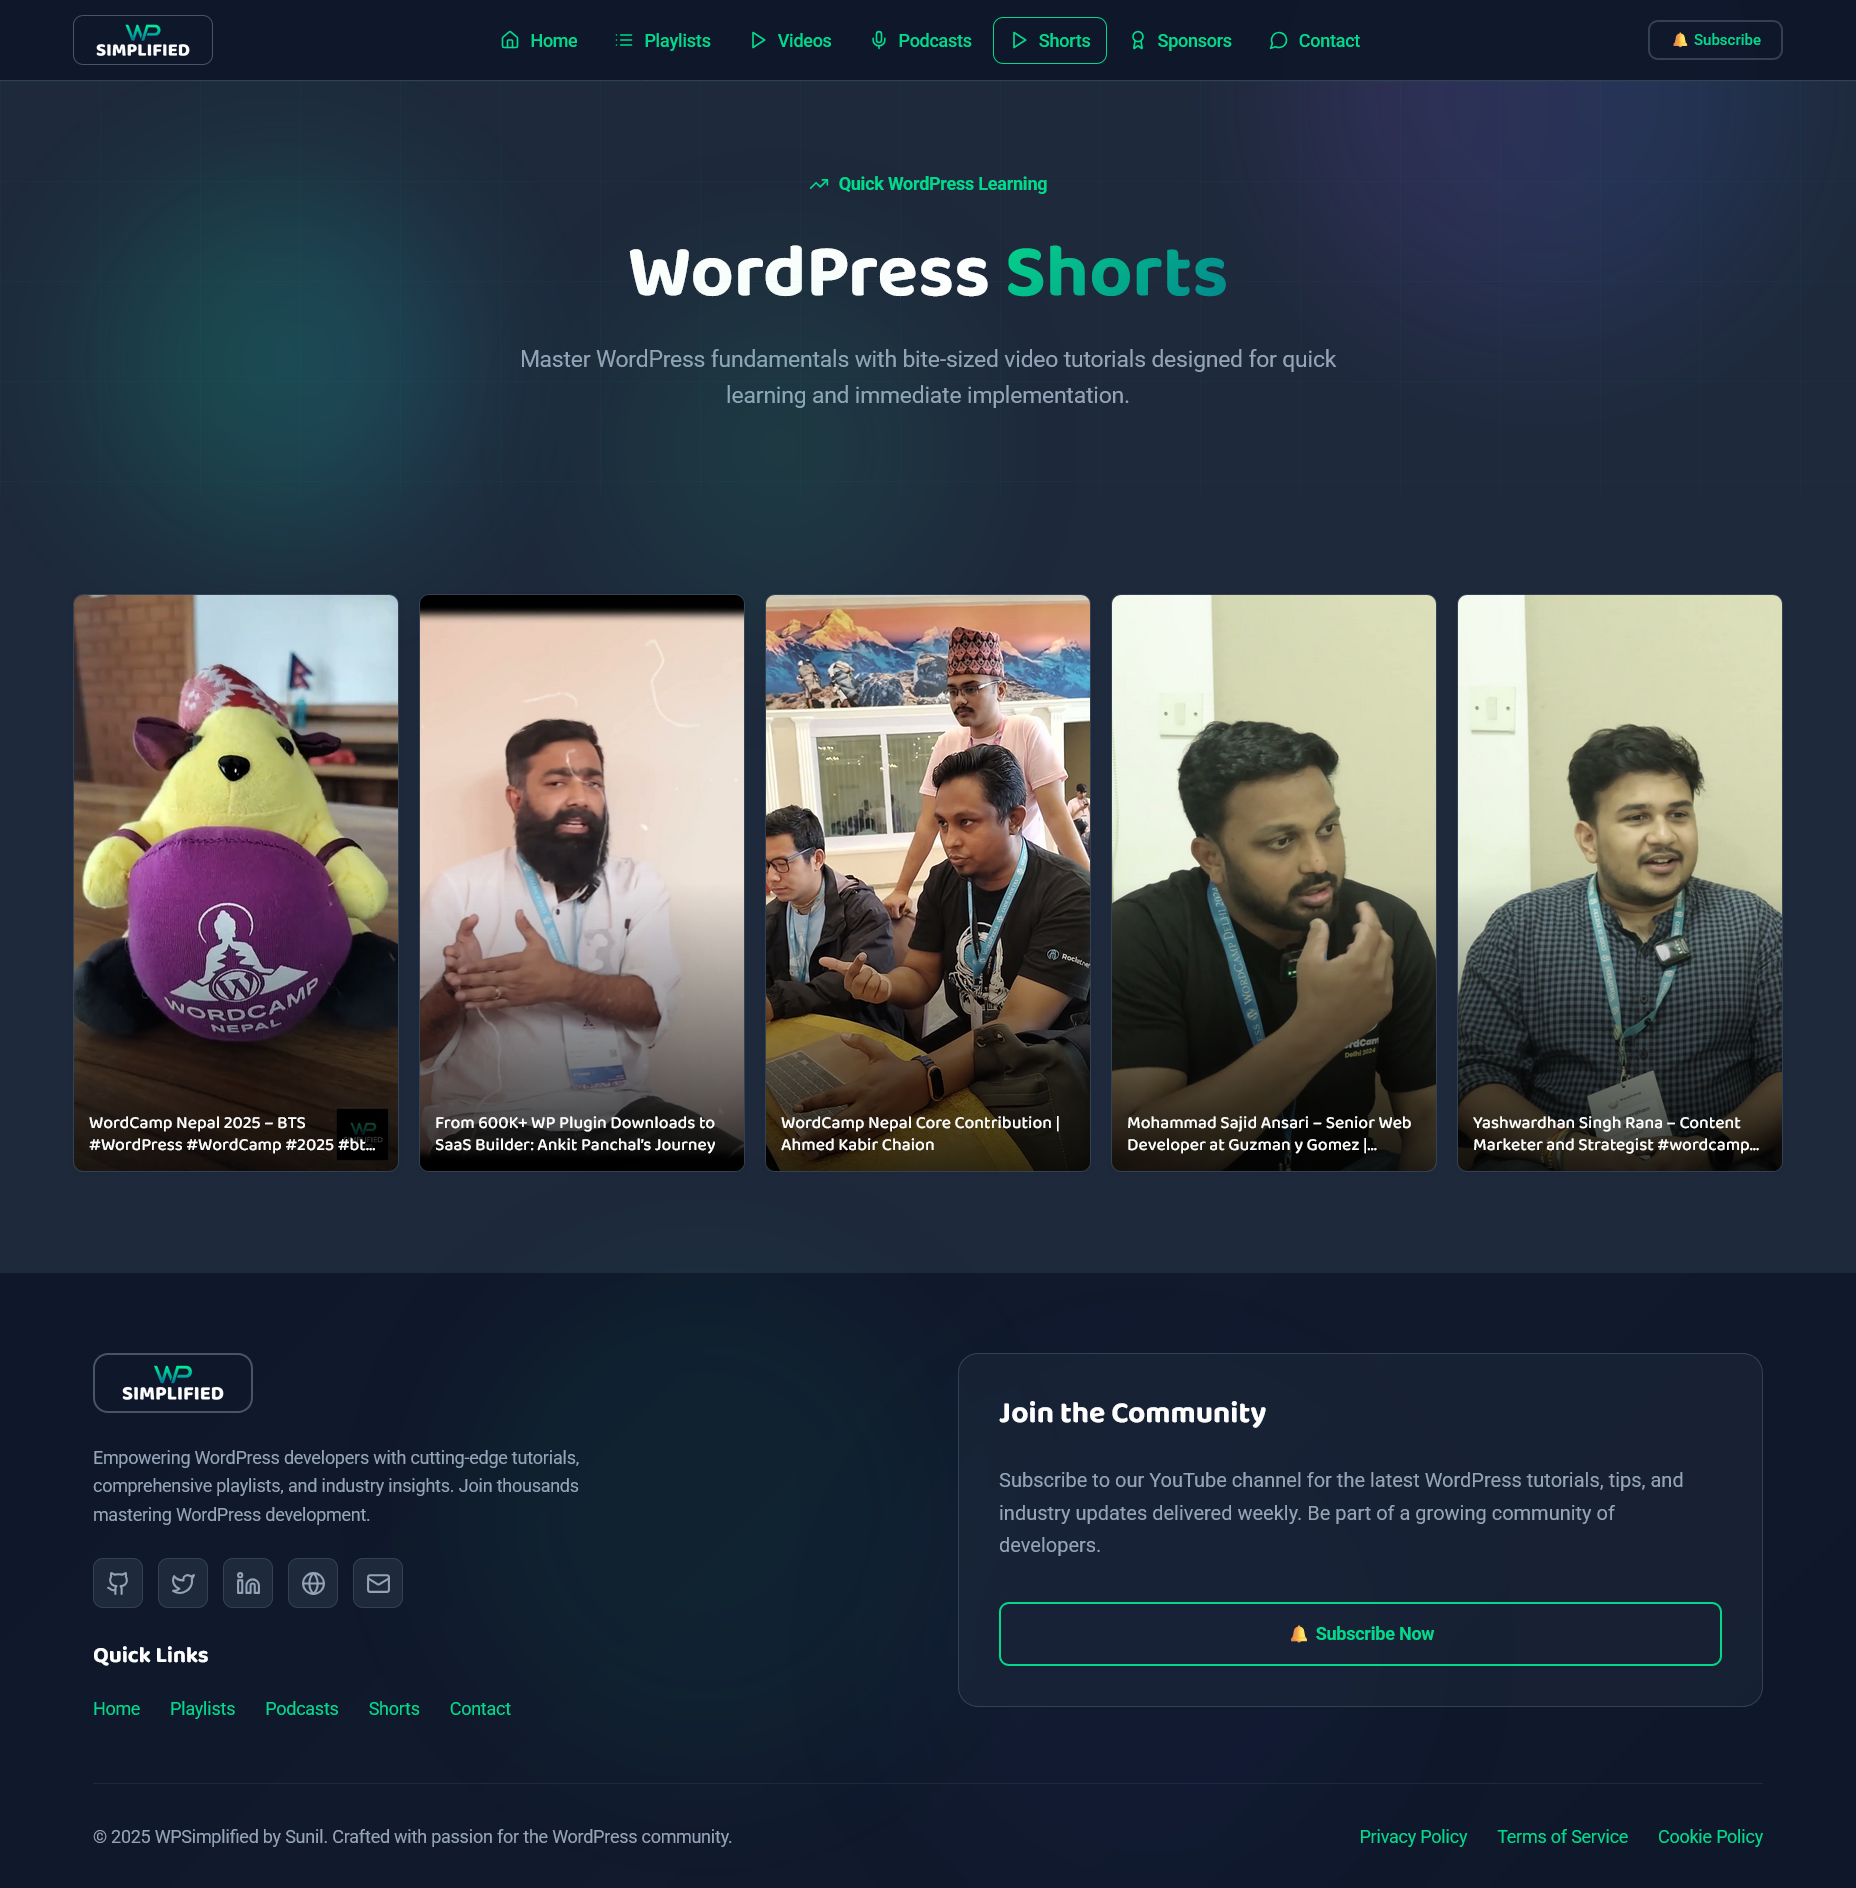 WP
SIMPLIFIED
Home
Playlists
Videos
Podcasts
Shorts
Sponsors
Contact
🔔 Subscribe
Quick WordPress Learning
WordPress Shorts
Master WordPress fundamentals with bite-sized video tutorials designed for quick
learning and immediate implementation.
WORDCAMP
NEPAL
WordCamp Nepal 2025 – BTS
#WordPress #WordCamp #2025 #bt...
From 600K+ WP Plugin Downloads to
SaaS Builder: Ankit Panchal's Journey
WordCamp Nepal Core Contribution |
Ahmed Kabir Chaion
WORDCAMP DELHI 2024
Delhi 2024
Mohammad Sajid Ansari – Senior Web
Developer at Guzman y Gomez |...
Yashwardhan Singh Rana – Content
Marketer and Strategist #wordcamp...
WP
SIMPLIFIED
Empowering WordPress developers with cutting-edge tutorials,
comprehensive playlists, and industry insights. Join thousands
mastering WordPress development.
Quick Links
Home
Playlists
Podcasts
Shorts
Contact
Join the Community
Subscribe to our YouTube channel for the latest WordPress tutorials, tips, and
industry updates delivered weekly. Be part of a growing community of
developers.
🔔 Subscribe Now
© 2025 WPSimplified by Sunil. Crafted with passion for the WordPress community.
Privacy Policy
Terms of Service
Cookie Policy